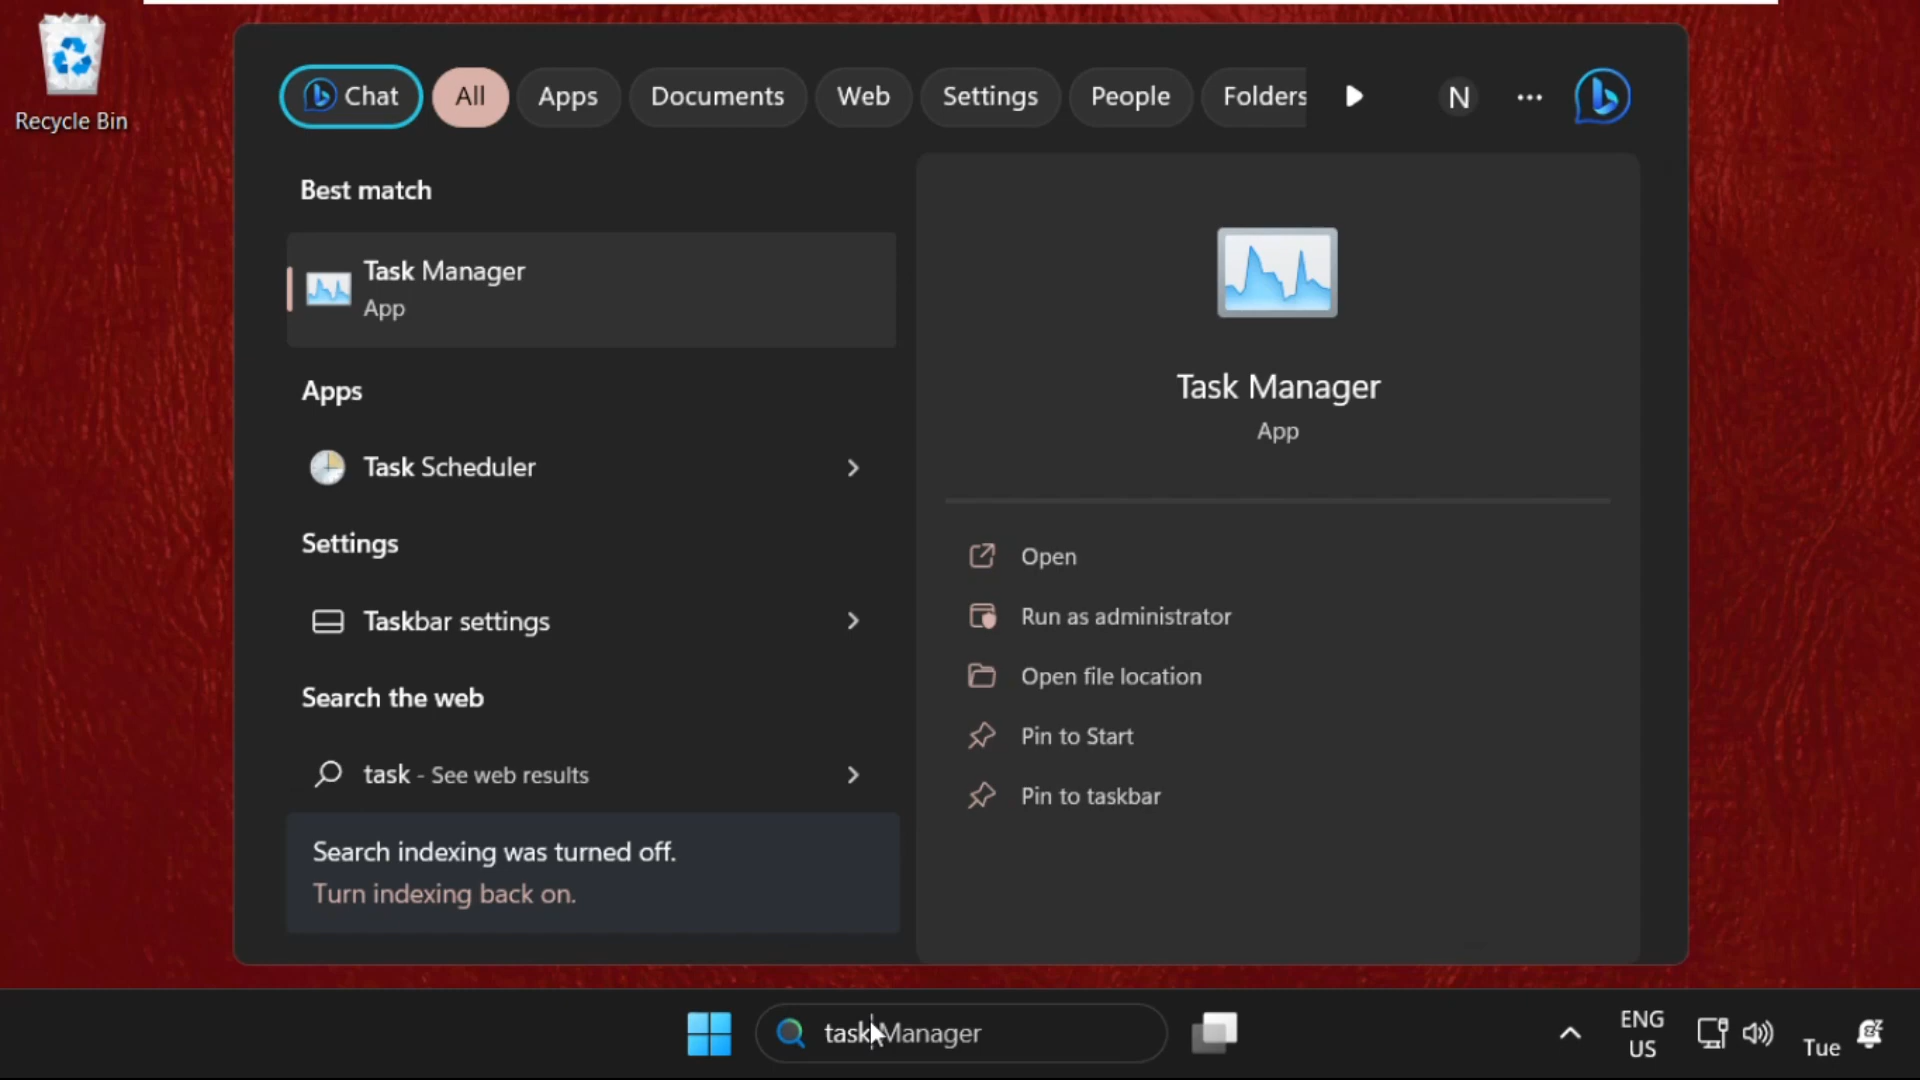 Recycle Bin
Chat
All
Apps
Documents
Web
Settings
People
Folders
N
Best match
Task Manager
App
Apps
Task Scheduler
Settings
Taskbar settings
Search the web
task - See web results
Search indexing was turned off.
Turn indexing back on.
Task Manager
App
Open
Run as administrator
Open file location
Pin to Start
Pin to taskbar
task Manager
ENG
US
Tue